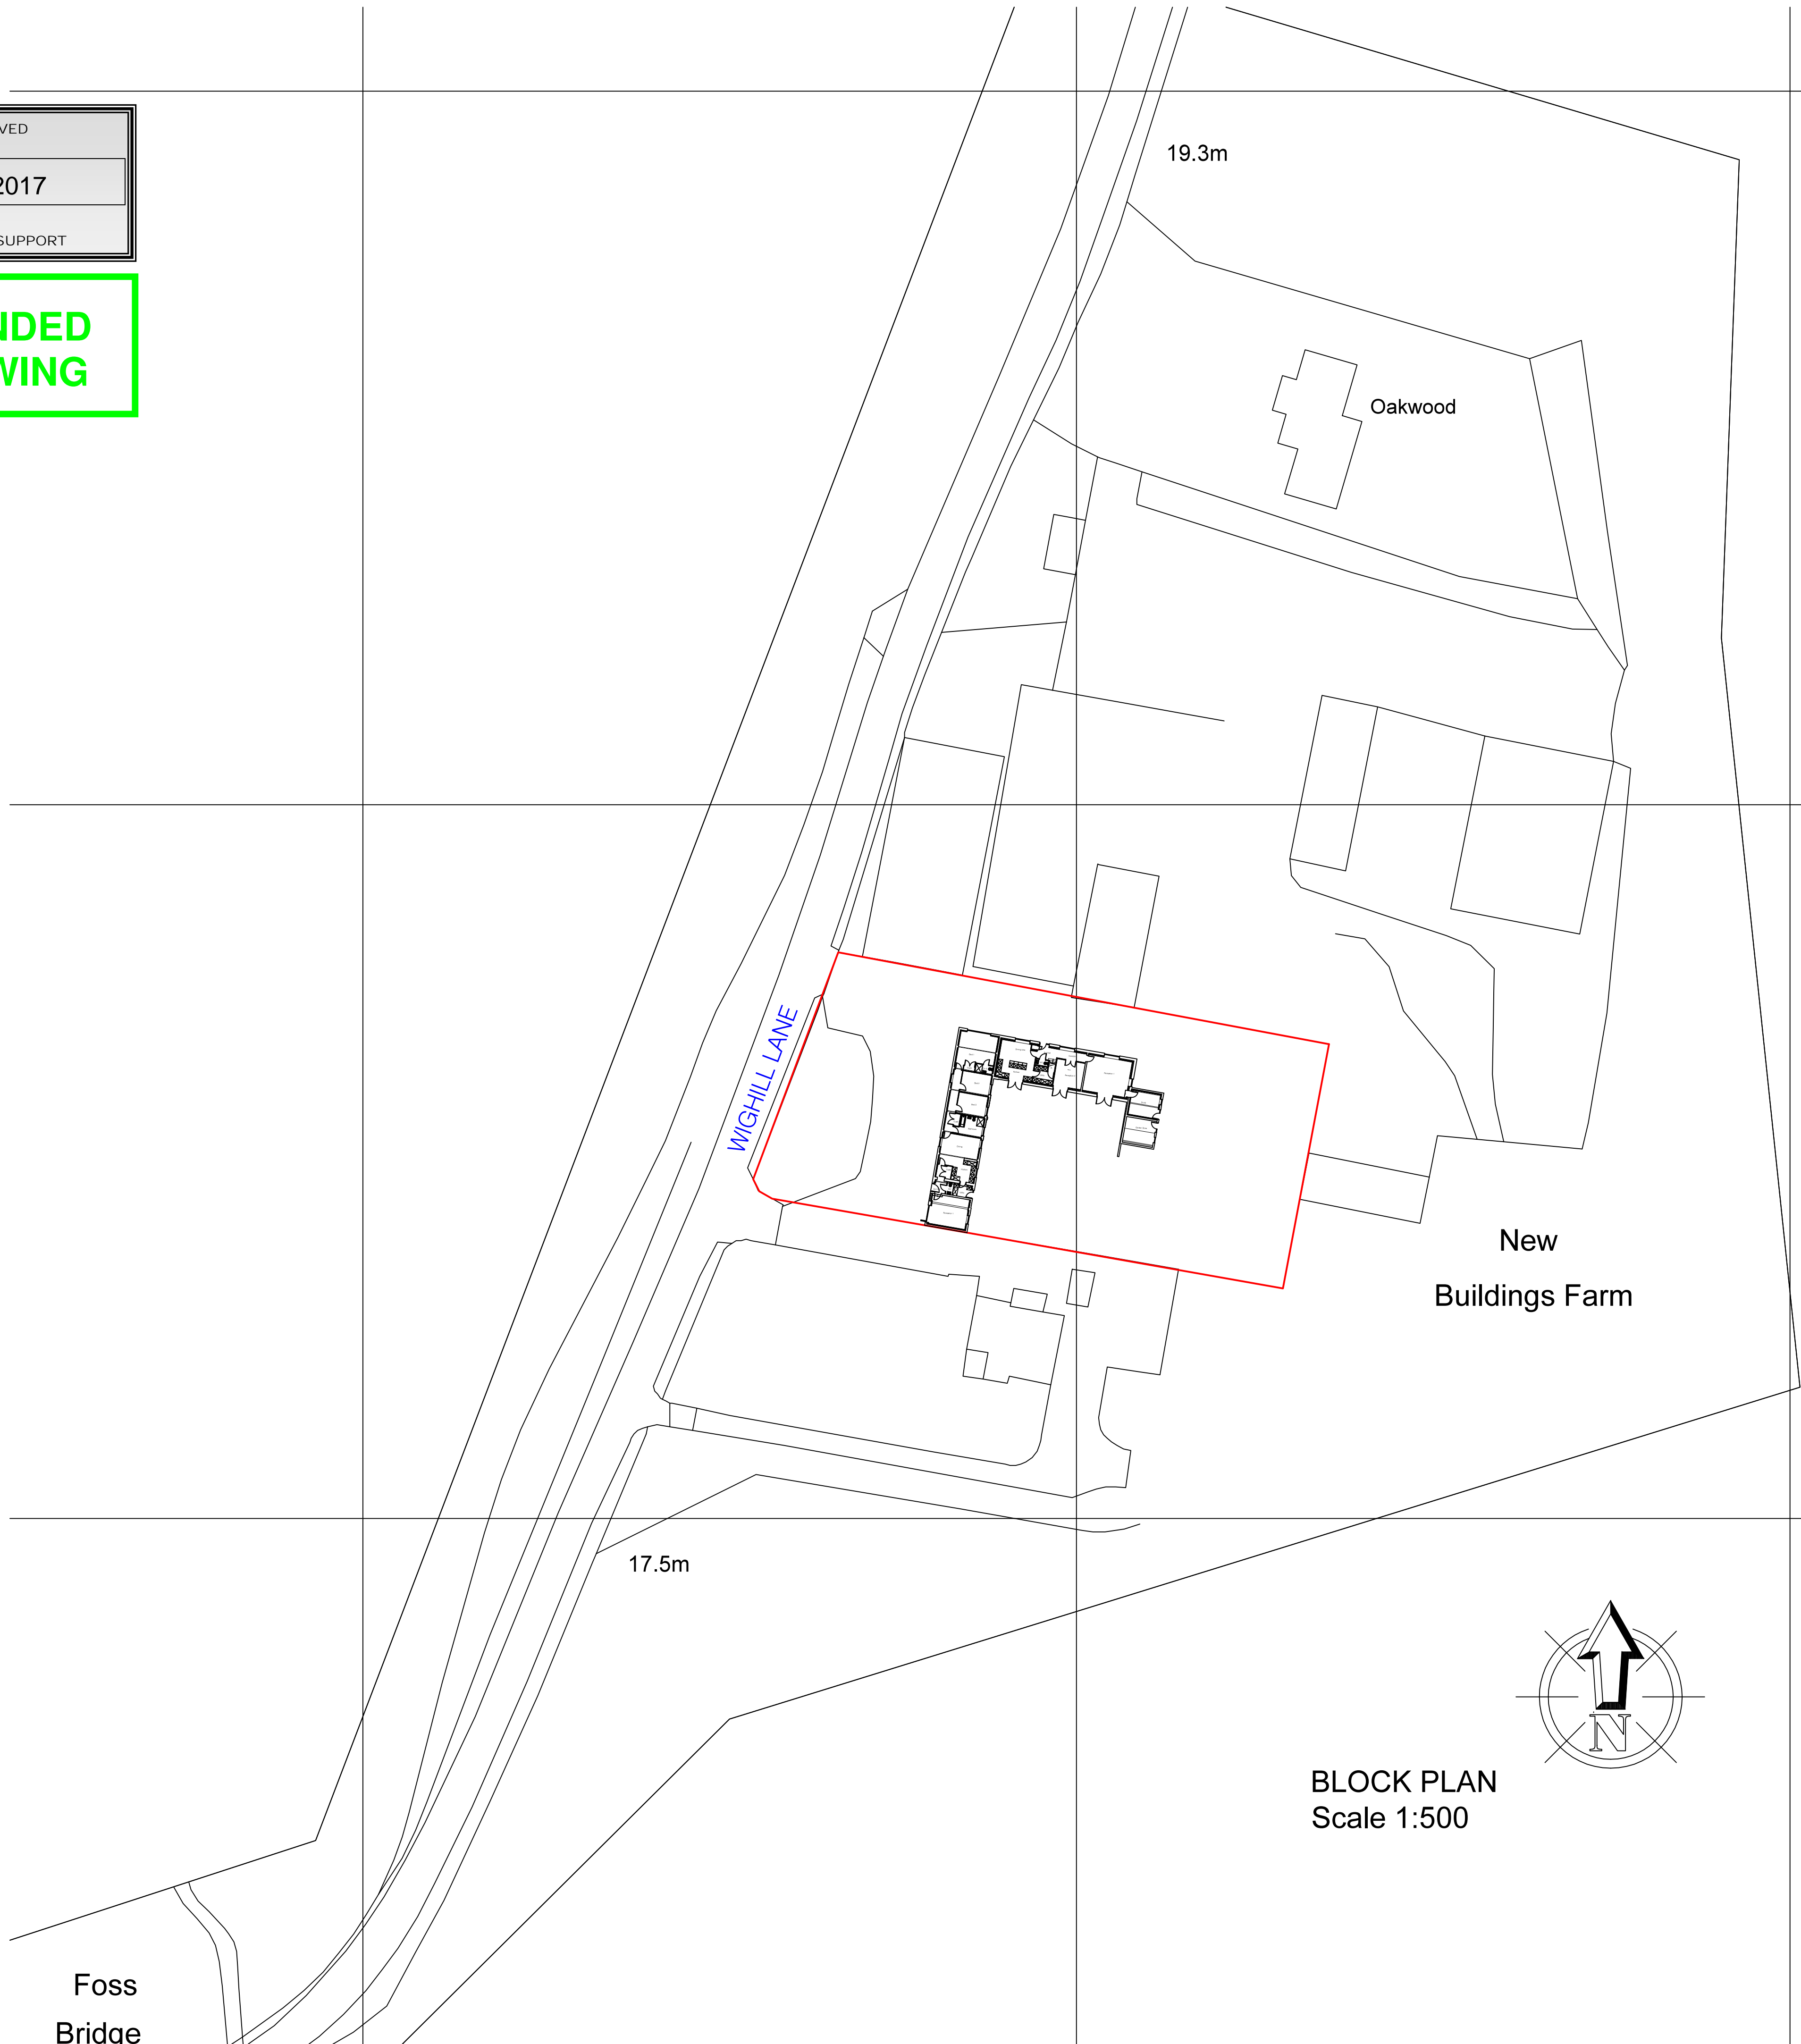 VED
2017
SUPPORT
NDED
WING
19.3m
Oakwood
WIGHILL LANE
New
Buildings Farm
17.5m
N
BLOCK PLAN
Scale 1:500
Foss
Bridge